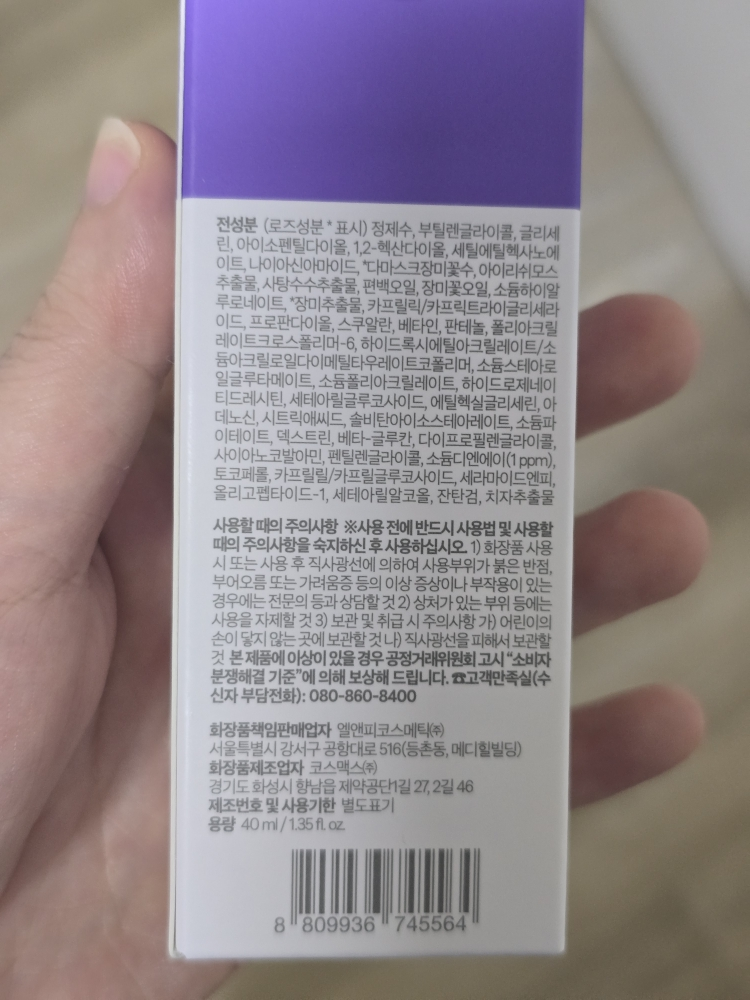 전성분 (로즈성분 * 표시) 정제수, 부틸렌글라이콜, 글리세
린, 아이소펜틸다이올, 1,2-헥산다이올, 세틸에틸헥사노에
이트, 나이아신아마이드, *다마스크장미꽃수, 아이리쉬모스
추출물, 사탕수수추출물, 편백오일, 장미꽃오일, 소듐하이알
루로네이트, *장미추출물, 카프릴릭/카프릭트라이글리세라
이드, 프로판다이올, 스쿠알란, 베타인, 판테놀, 폴리아크릴
레이트크로스폴리머-6, 하이드록시에틸아크릴레이트/소
듐아크릴로일다이메틸타우레이트코폴리머, 소듐스테아로
일글루타메이트, 소듐폴리아크릴레이트, 하이드로제네이
티드레시틴, 세테아릴글루코사이드, 에틸헥실글리세린, 아
데노신, 시트릭애씨드, 솔비탄아이소스테아레이트, 소듐파
이테이트, 덱스트린, 베타-글루칸, 다이프로필렌글라이콜,
사이아노코발아민, 펜틸렌글라이콜, 소듐디엔에이(1 ppm),
토코페롤, 카프릴릴/카프릴글루코사이드, 세라마이드엔피,
올리고펩타이드-1, 세테아릴알코올, 잔탄검, 치자추출물
사용할 때의 주의사항 ※사용 전에 반드시 사용법 및 사용할
때의 주의사항을 숙지하신 후 사용하십시오. 1) 화장품 사용
시 또는 사용 후 직사광선에 의하여 사용부위가 붉은 반점,
부어오름 또는 가려움증 등의 이상 증상이나 부작용이 있는
경우에는 전문의 등과 상담할 것 2) 상처가 있는 부위 등에는
사용을 자제할 것 3) 보관 및 취급 시 주의사항 가) 어린이의
손이 닿지 않는 곳에 보관할 것 나) 직사광선을 피해서 보관할
것 본 제품에 이상이 있을 경우 공정거래위원회 고시 “소비자
분쟁해결 기준”에 의해 보상해 드립니다. ☎고객만족실(수
신자 부담전화): 080-860-8400
화장품책임판매업자 엘앤피코스메틱㈜
서울특별시 강서구 공항대로 516(등촌동, 메디힐빌딩)
화장품제조업자 코스맥스㈜
경기도 화성시 향남읍 제약공단1길 27, 2길 46
제조번호 및 사용기한 별도표기
용량 40 ml / 1.35 fl. oz.
8 809936 745564